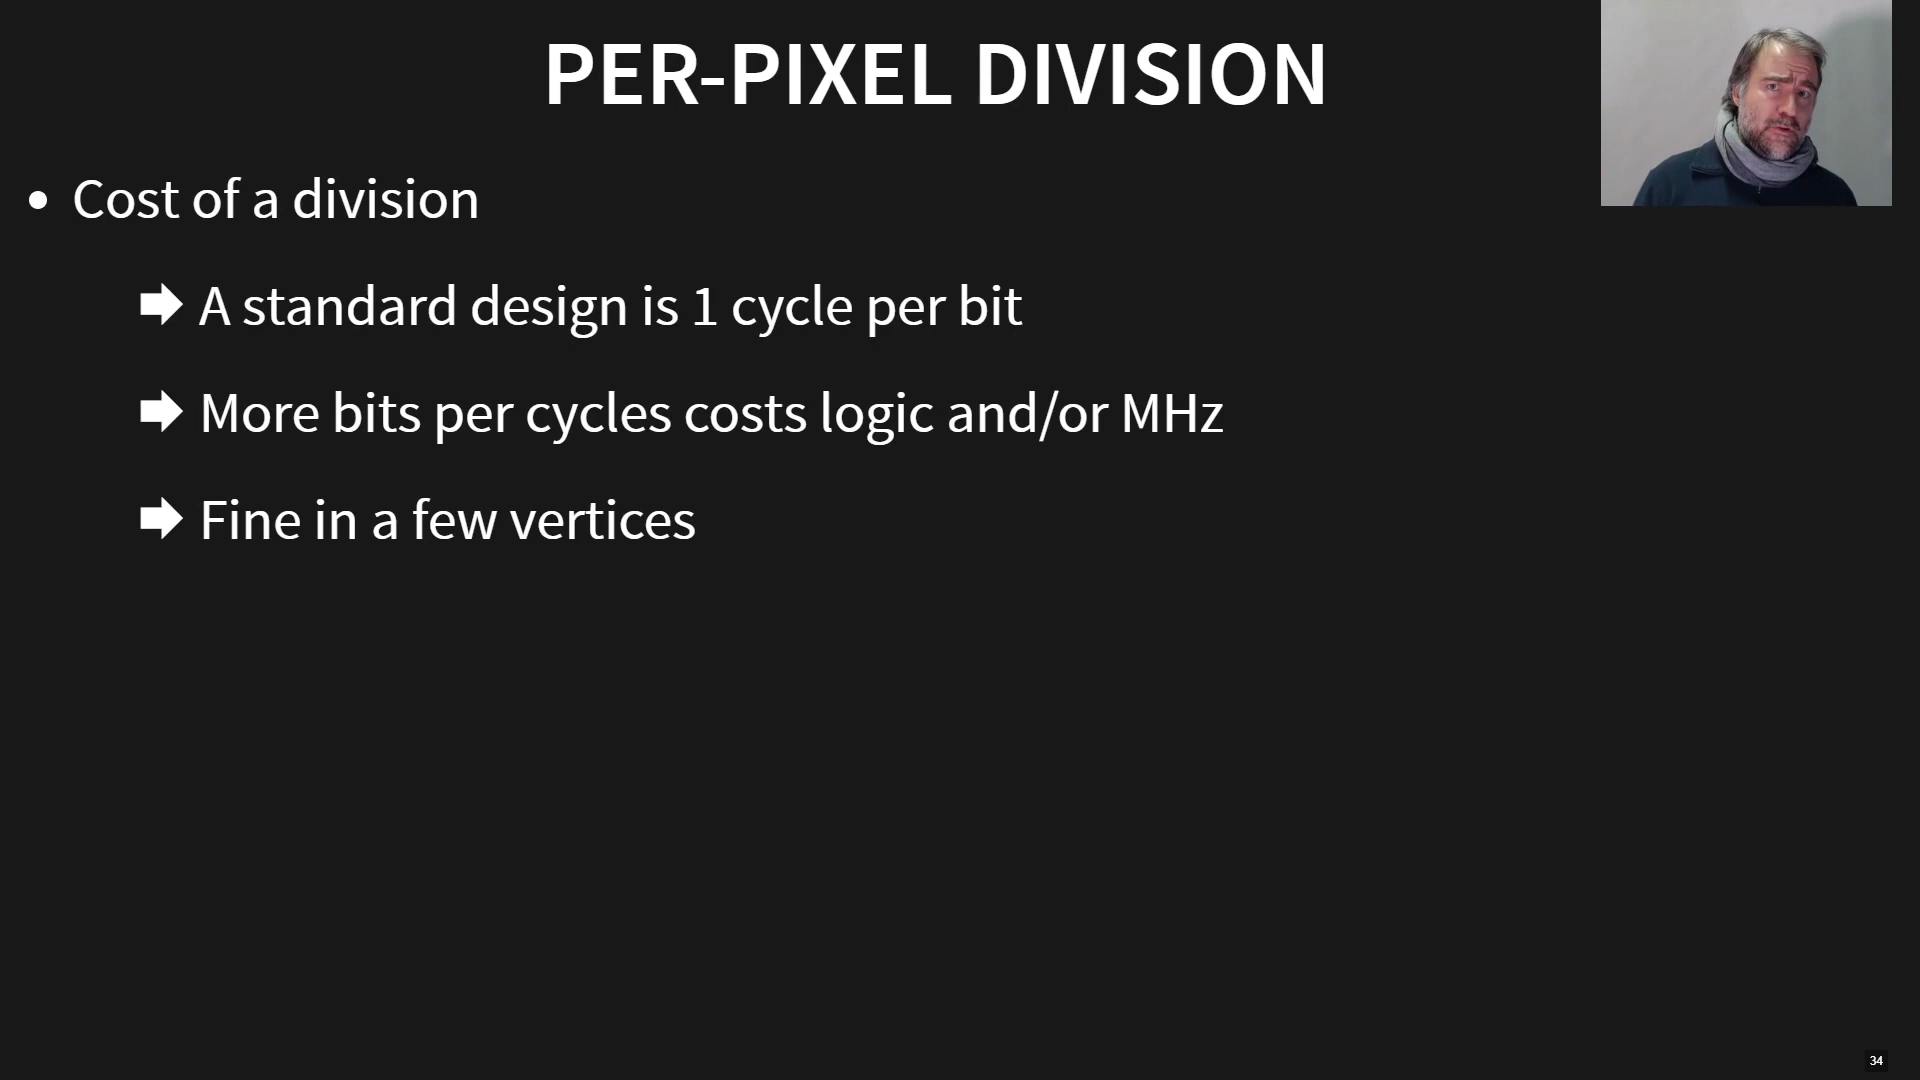 PER-PIXEL DIVISION
• Cost of a division
🡆 A standard design is 1 cycle per bit
🡆 More bits per cycles costs logic and/or MHz
🡆 Fine in a few vertices
34